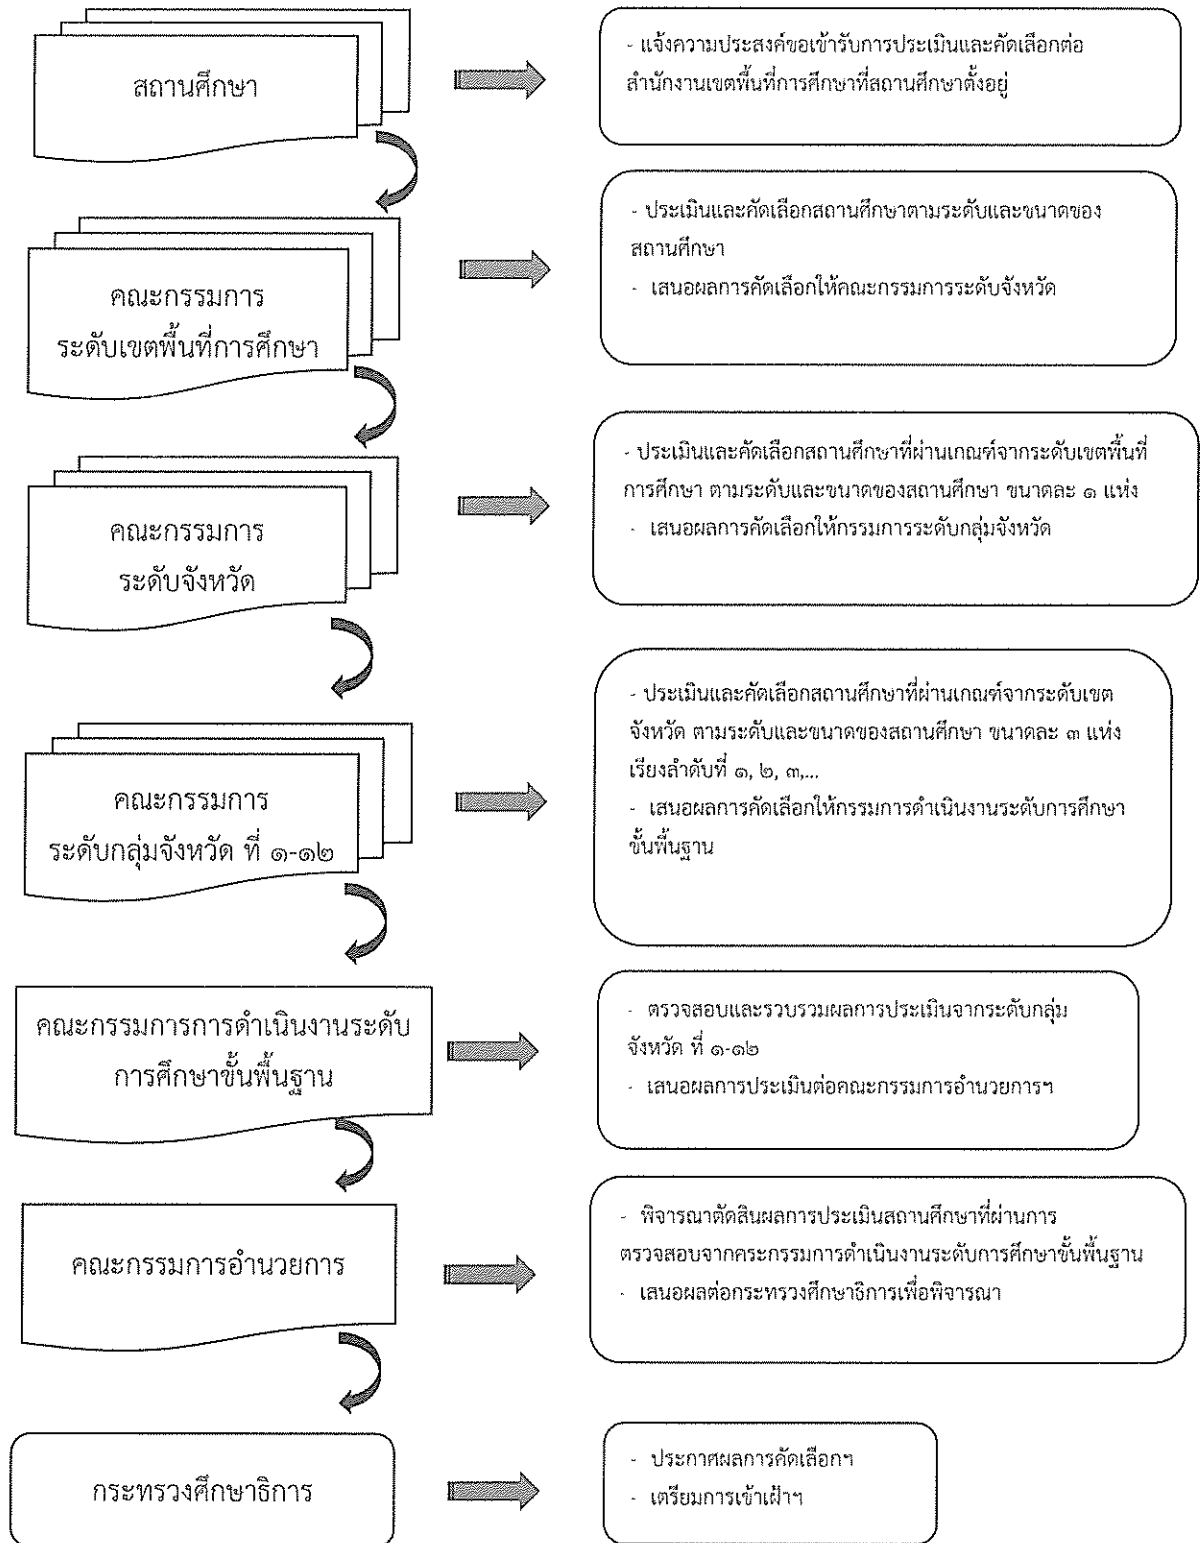 สถานศึกษา
- แจ้งความประสงค์ขอเข้ารับการประเมินและคัดเลือกต่อ
สำนักงานเขตพื้นที่การศึกษาที่สถานศึกษาตั้งอยู่
คณะกรรมการ
ระดับเขตพื้นที่การศึกษา
- ประเมินและคัดเลือกสถานศึกษาตามระดับและขนาดของ
สถานศึกษา
- เสนอผลการคัดเลือกให้คณะกรรมการระดับจังหวัด
คณะกรรมการ
ระดับจังหวัด
- ประเมินและคัดเลือกสถานศึกษาที่ผ่านเกณฑ์จากระดับเขตพื้นที่
การศึกษา ตามระดับและขนาดของสถานศึกษา ขนาดละ ๑ แห่ง
- เสนอผลการคัดเลือกให้กรรมการระดับกลุ่มจังหวัด
คณะกรรมการ
ระดับกลุ่มจังหวัด ที่ ๑-๑๒
- ประเมินและคัดเลือกสถานศึกษาที่ผ่านเกณฑ์จากระดับเขต
จังหวัด ตามระดับและขนาดของสถานศึกษา ขนาดละ ๓ แห่ง
เรียงลำดับที่ ๑, ๒, ๓,...
- เสนอผลการคัดเลือกให้กรรมการดำเนินงานระดับการศึกษา
ขั้นพื้นฐาน
คณะกรรมการการดำเนินงานระดับ
การศึกษาขั้นพื้นฐาน
- ตรวจสอบและรวบรวมผลการประเมินจากระดับกลุ่ม
จังหวัด ที่ ๑-๑๒
- เสนอผลการประเมินต่อคณะกรรมการอำนวยการฯ
คณะกรรมการอำนวยการ
- พิจารณาตัดสินผลการประเมินสถานศึกษาที่ผ่านการ
ตรวจสอบจากคระกรรมการดำเนินงานระดับการศึกษาขั้นพื้นฐาน
- เสนอผลต่อกระทรวงศึกษาธิการเพื่อพิจารณา
กระทรวงศึกษาธิการ
- ประกาศผลการคัดเลือกฯ
- เตรียมการเข้าเฝ้าฯ